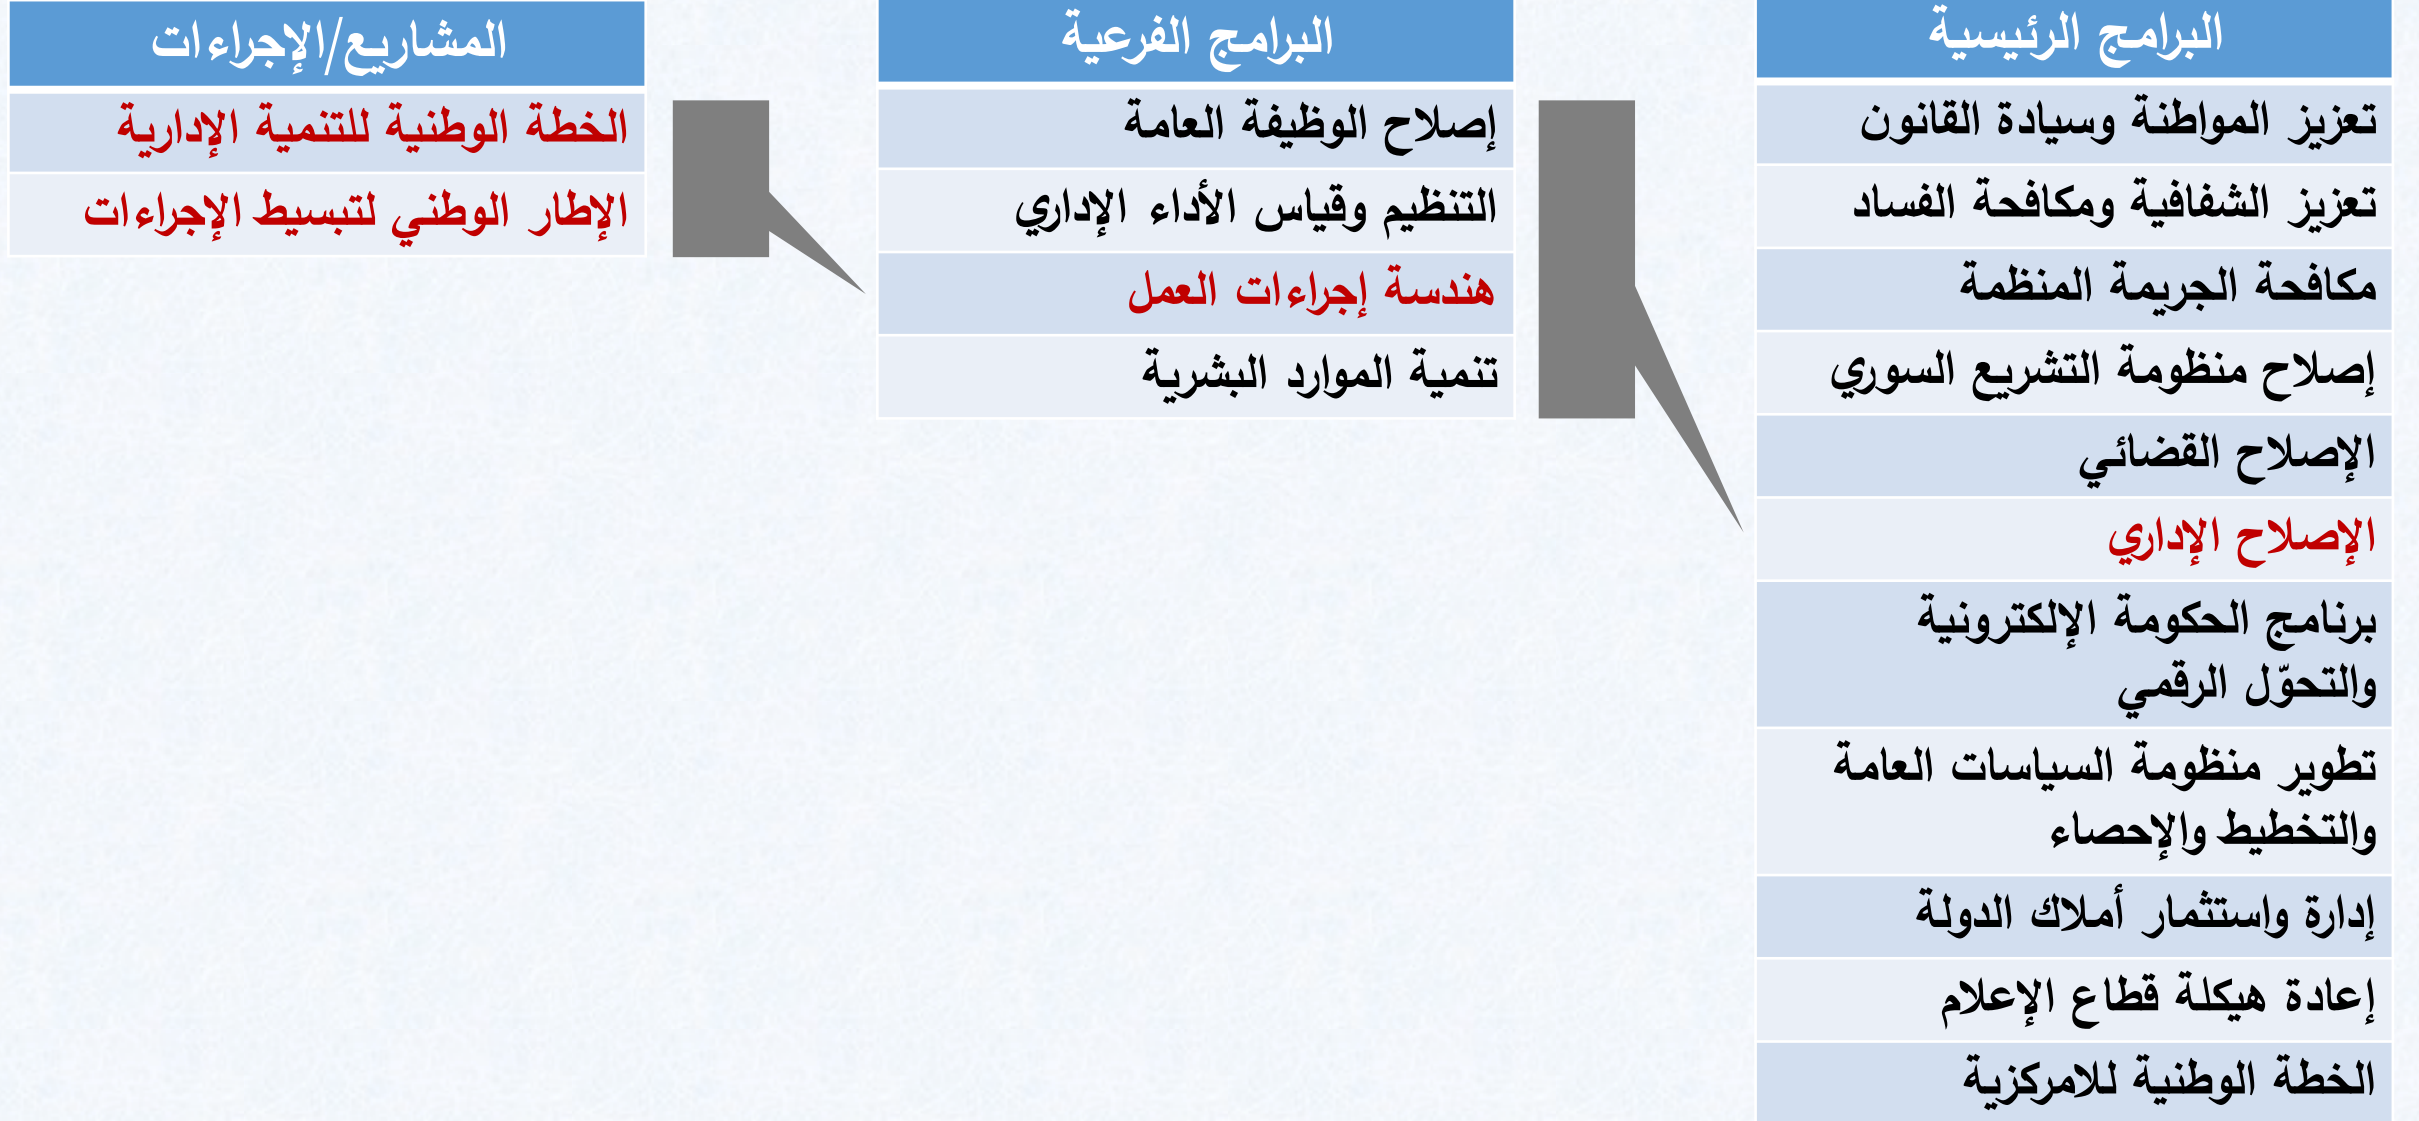 البرامج الرئيسية
تعزيز المواطنة وسيادة القانون
تعزيز الشفافية ومكافحة الفساد
مكافحة الجريمة المنظمة
إصلاح منظومة التشريع السوري
الإصلاح القضائي
الإصلاح الإداري
برنامج الحكومة الإلكترونية
والتحوّل الرقمي
تطوير منظومة السياسات العامة
والتخطيط والإحصاء
إدارة واستثمار أملاك الدولة
إعادة هيكلة قطاع الإعلام
الخطة الوطنية للامركزية
البرامج الفرعية
إصلاح الوظيفة العامة
التنظيم وقياس الأداء الإداري
هندسة إجراءات العمل
تنمية الموارد البشرية
المشاريع/الإجراءات
الخطة الوطنية للتنمية الإدارية
الإطار الوطني لتبسيط الإجراءات